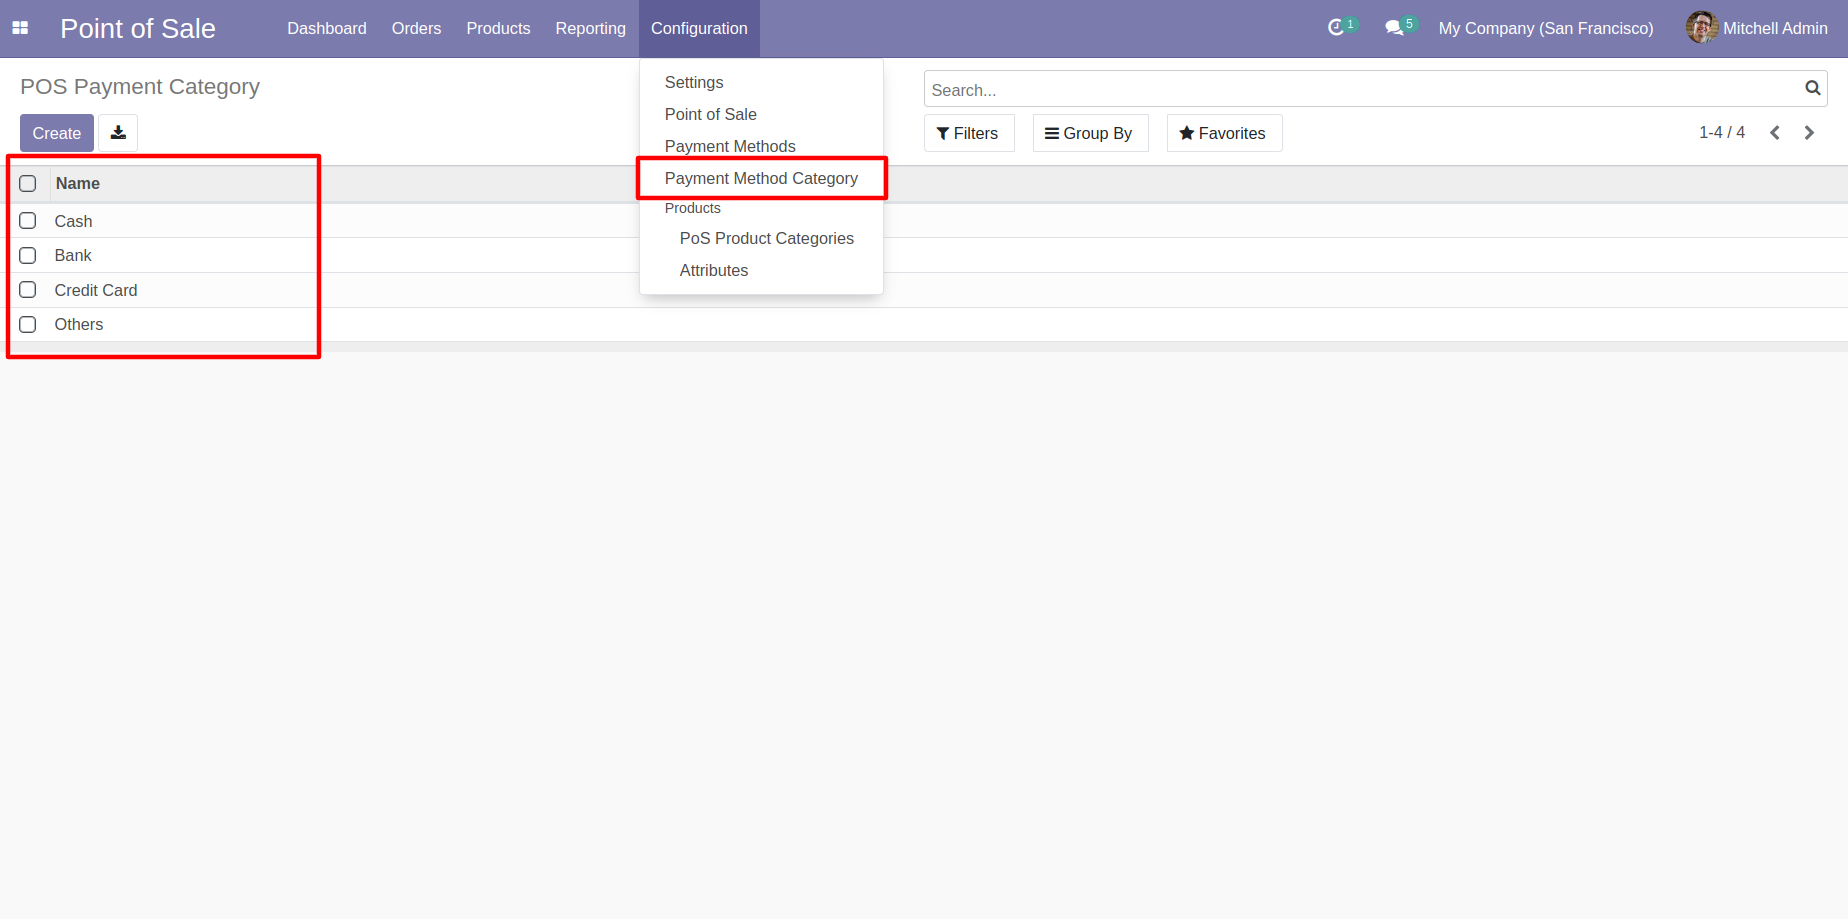 Point of Sale Dashboard Orders Products Reporting Configuration 1 5 My Company (San Francisco) Mitchell Admin
POS Payment Category
Search...
Create
Filters Group By Favorites 1-4 / 4
Settings
Point of Sale
Payment Methods
Payment Method Category
Products
PoS Product Categories
Attributes
Name
Cash
Bank
Credit Card
Others